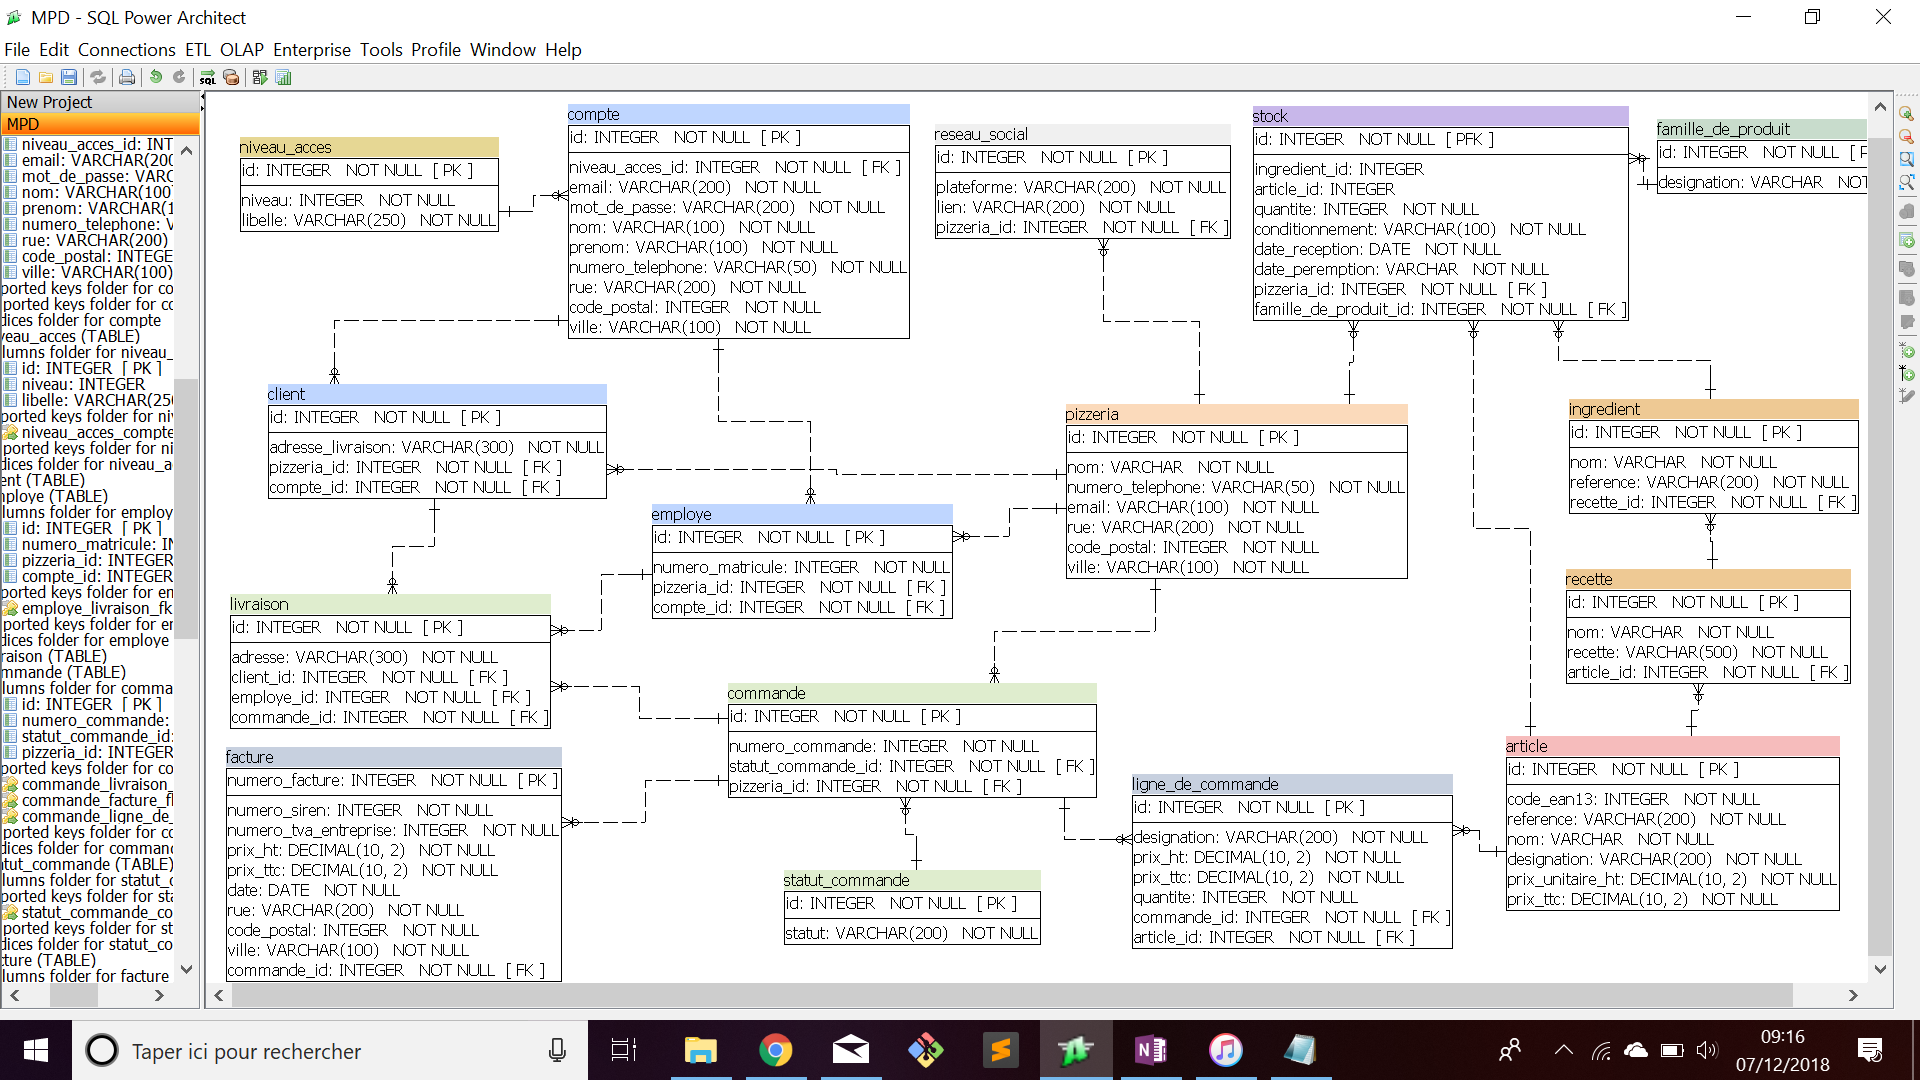 MPD - SQL Power Architect
File Edit Connections ETL OLAP Enterprise Tools Profile Window Help
New Project
MPD
niveau_acces_id: INT
email: VARCHAR(200
mot_de_passe: VARC
nom: VARCHAR(100)
prenom: VARCHAR(1
numero_telephone: V
rue: VARCHAR(200)
code_postal: INTEGE
ville: VARCHAR(100)
ported keys folder for co
ported keys folder for co
dices folder for compte
veau_acces (TABLE)
lumns folder for niveau_
id: INTEGER [ PK ]
niveau: INTEGER
libelle: VARCHAR(250
ported keys folder for niv
niveau_acces_compte
ported keys folder for ni
dices folder for niveau_a
ent (TABLE)
mploye (TABLE)
lumns folder for employ
id: INTEGER [ PK ]
numero_matricule: IN
pizzeria_id: INTEGER
compte_id: INTEGER
ported keys folder for em
employe_livraison_fk
ported keys folder for er
dices folder for employe
raison (TABLE)
mmande (TABLE)
lumns folder for comma
id: INTEGER [ PK ]
numero_commande:
statut_commande_id:
pizzeria_id: INTEGER
ported keys folder for co
commande_livraison_
commande_facture_fl
commande_ligne_de_
ported keys folder for co
dices folder for comman
atut_commande (TABLE)
lumns folder for statut_c
ported keys folder for sta
statut_commande_co
ported keys folder for st
dices folder for statut_co
cture (TABLE)
lumns folder for facture
niveau_acces
id: INTEGER NOT NULL [ PK ]
niveau: INTEGER NOT NULL
libelle: VARCHAR(250) NOT NULL
compte
id: INTEGER NOT NULL [ PK ]
niveau_acces_id: INTEGER NOT NULL [ FK ]
email: VARCHAR(200) NOT NULL
mot_de_passe: VARCHAR(200) NOT NULL
nom: VARCHAR(100) NOT NULL
prenom: VARCHAR(100) NOT NULL
numero_telephone: VARCHAR(50) NOT NULL
rue: VARCHAR(200) NOT NULL
code_postal: INTEGER NOT NULL
ville: VARCHAR(100) NOT NULL
reseau_social
id: INTEGER NOT NULL [ PK ]
plateforme: VARCHAR(200) NOT NULL
lien: VARCHAR(200) NOT NULL
pizzeria_id: INTEGER NOT NULL [ FK ]
stock
id: INTEGER NOT NULL [ PFK ]
ingredient_id: INTEGER
article_id: INTEGER
quantite: INTEGER NOT NULL
conditionnement: VARCHAR(100) NOT NULL
date_reception: DATE NOT NULL
date_peremption: VARCHAR NOT NULL
pizzeria_id: INTEGER NOT NULL [ FK ]
famille_de_produit_id: INTEGER NOT NULL [ FK ]
famille_de_produit
id: INTEGER NOT NULL [ F
designation: VARCHAR NOT
client
id: INTEGER NOT NULL [ PK ]
adresse_livraison: VARCHAR(300) NOT NULL
pizzeria_id: INTEGER NOT NULL [ FK ]
compte_id: INTEGER NOT NULL [ FK ]
employe
id: INTEGER NOT NULL [ PK ]
numero_matricule: INTEGER NOT NULL
pizzeria_id: INTEGER NOT NULL [ FK ]
compte_id: INTEGER NOT NULL [ FK ]
pizzeria
id: INTEGER NOT NULL [ PK ]
nom: VARCHAR NOT NULL
numero_telephone: VARCHAR(50) NOT NULL
email: VARCHAR(100) NOT NULL
rue: VARCHAR(200) NOT NULL
code_postal: INTEGER NOT NULL
ville: VARCHAR(100) NOT NULL
ingredient
id: INTEGER NOT NULL [ PK ]
nom: VARCHAR NOT NULL
reference: VARCHAR(200) NOT NULL
recette_id: INTEGER NOT NULL [ FK ]
recette
id: INTEGER NOT NULL [ PK ]
nom: VARCHAR NOT NULL
recette: VARCHAR(500) NOT NULL
article_id: INTEGER NOT NULL [ FK ]
livraison
id: INTEGER NOT NULL [ PK ]
adresse: VARCHAR(300) NOT NULL
client_id: INTEGER NOT NULL [ FK ]
employe_id: INTEGER NOT NULL [ FK ]
commande_id: INTEGER NOT NULL [ FK ]
commande
id: INTEGER NOT NULL [ PK ]
numero_commande: INTEGER NOT NULL
statut_commande_id: INTEGER NOT NULL [ FK ]
pizzeria_id: INTEGER NOT NULL [ FK ]
facture
numero_facture: INTEGER NOT NULL [ PK ]
numero_siren: INTEGER NOT NULL
numero_tva_entreprise: INTEGER NOT NULL
prix_ht: DECIMAL(10, 2) NOT NULL
prix_ttc: DECIMAL(10, 2) NOT NULL
date: DATE NOT NULL
rue: VARCHAR(200) NOT NULL
code_postal: INTEGER NOT NULL
ville: VARCHAR(100) NOT NULL
commande_id: INTEGER NOT NULL [ FK ]
statut_commande
id: INTEGER NOT NULL [ PK ]
statut: VARCHAR(200) NOT NULL
ligne_de_commande
id: INTEGER NOT NULL [ PK ]
designation: VARCHAR(200) NOT NULL
prix_ht: DECIMAL(10, 2) NOT NULL
prix_ttc: DECIMAL(10, 2) NOT NULL
quantite: INTEGER NOT NULL
commande_id: INTEGER NOT NULL [ FK ]
article_id: INTEGER NOT NULL [ FK ]
article
id: INTEGER NOT NULL [ PK ]
code_ean13: INTEGER NOT NULL
reference: VARCHAR(200) NOT NULL
nom: VARCHAR NOT NULL
designation: VARCHAR(200) NOT NULL
prix_unitaire_ht: DECIMAL(10, 2) NOT NULL
prix_ttc: DECIMAL(10, 2) NOT NULL
Taper ici pour rechercher
09:16
07/12/2018